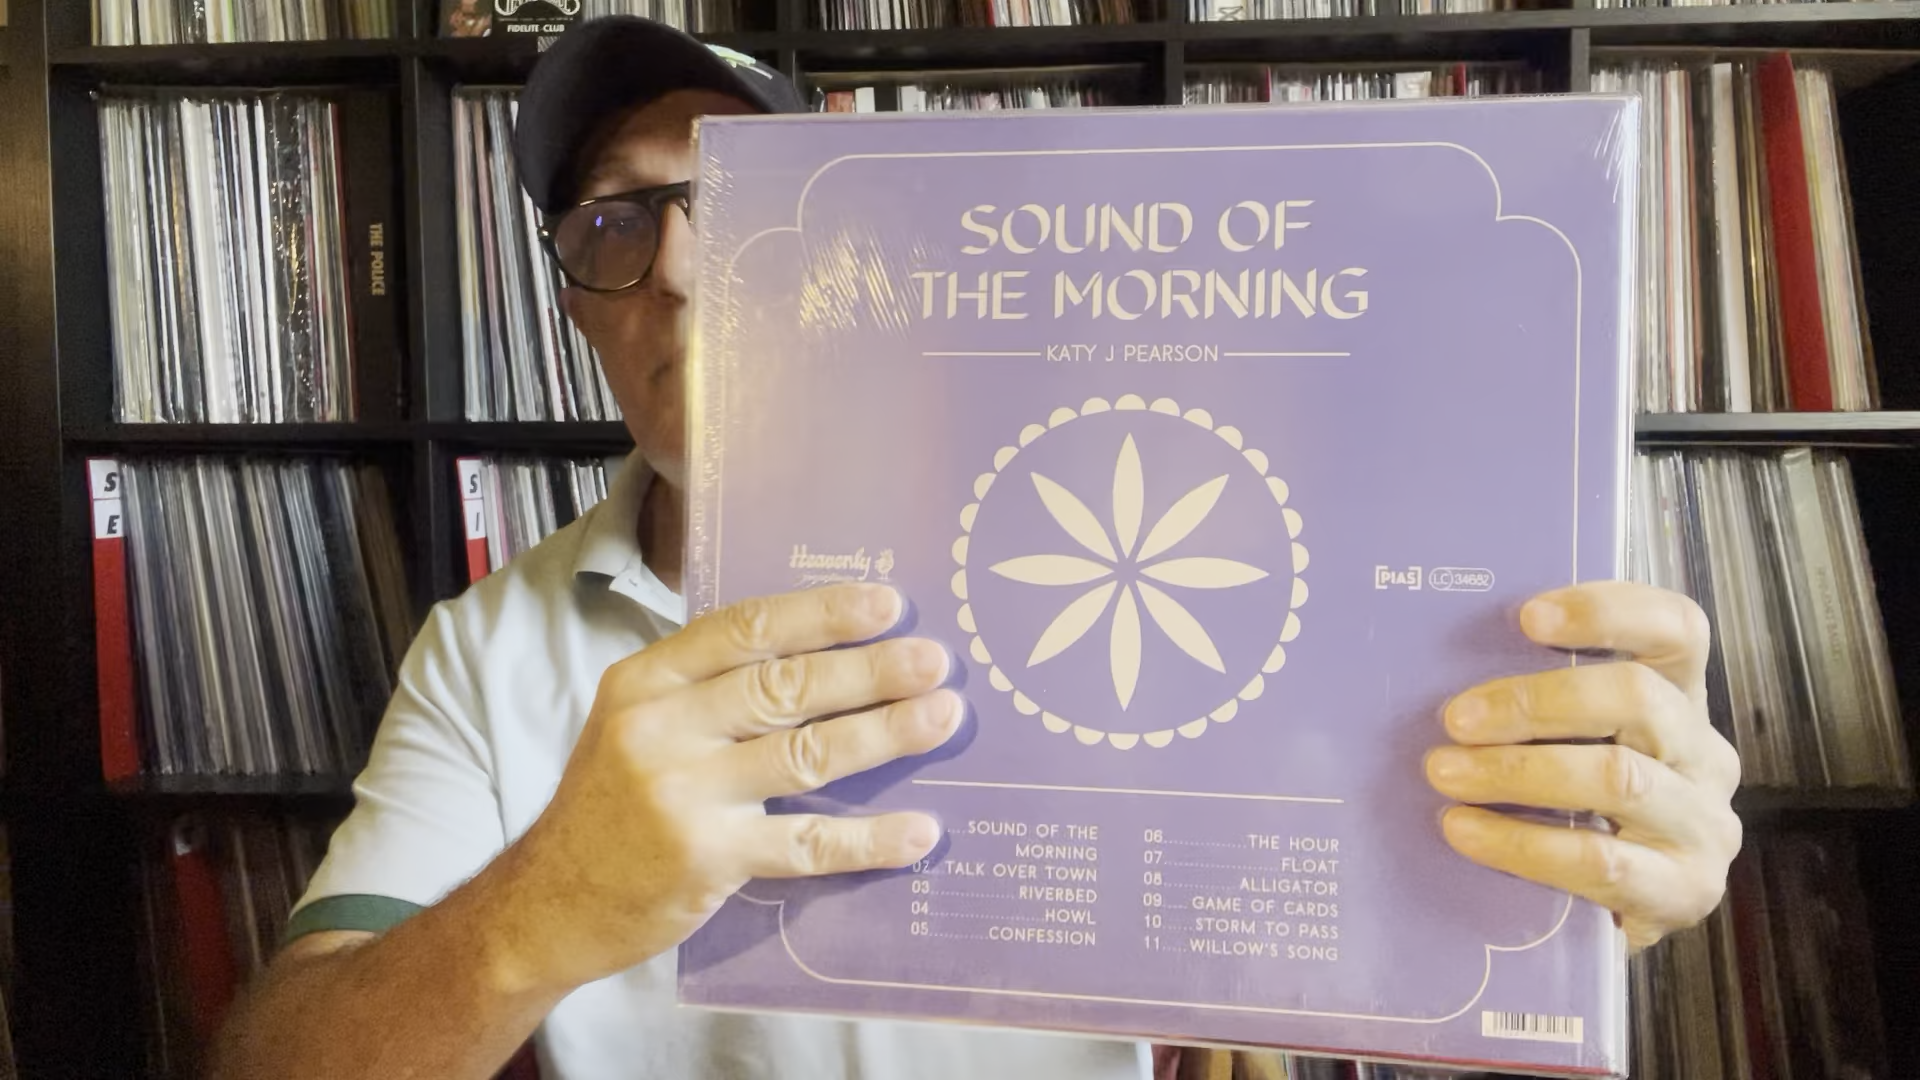 FIDELITE CLUB
THE POLICE
S
E
S
I
SOUND OF
THE MORNING
KATY J PEARSON
Heavenly
[PIAS] LC 34682
....SOUND OF THE
MORNING
02...TALK OVER TOWN
03..................RIVERBED
04........................HOWL
05............CONFESSION
06................THE HOUR
07......................FLOAT
08...............ALLIGATOR
09.....GAME OF CARDS
10......STORM TO PASS
11.....WILLOW'S SONG